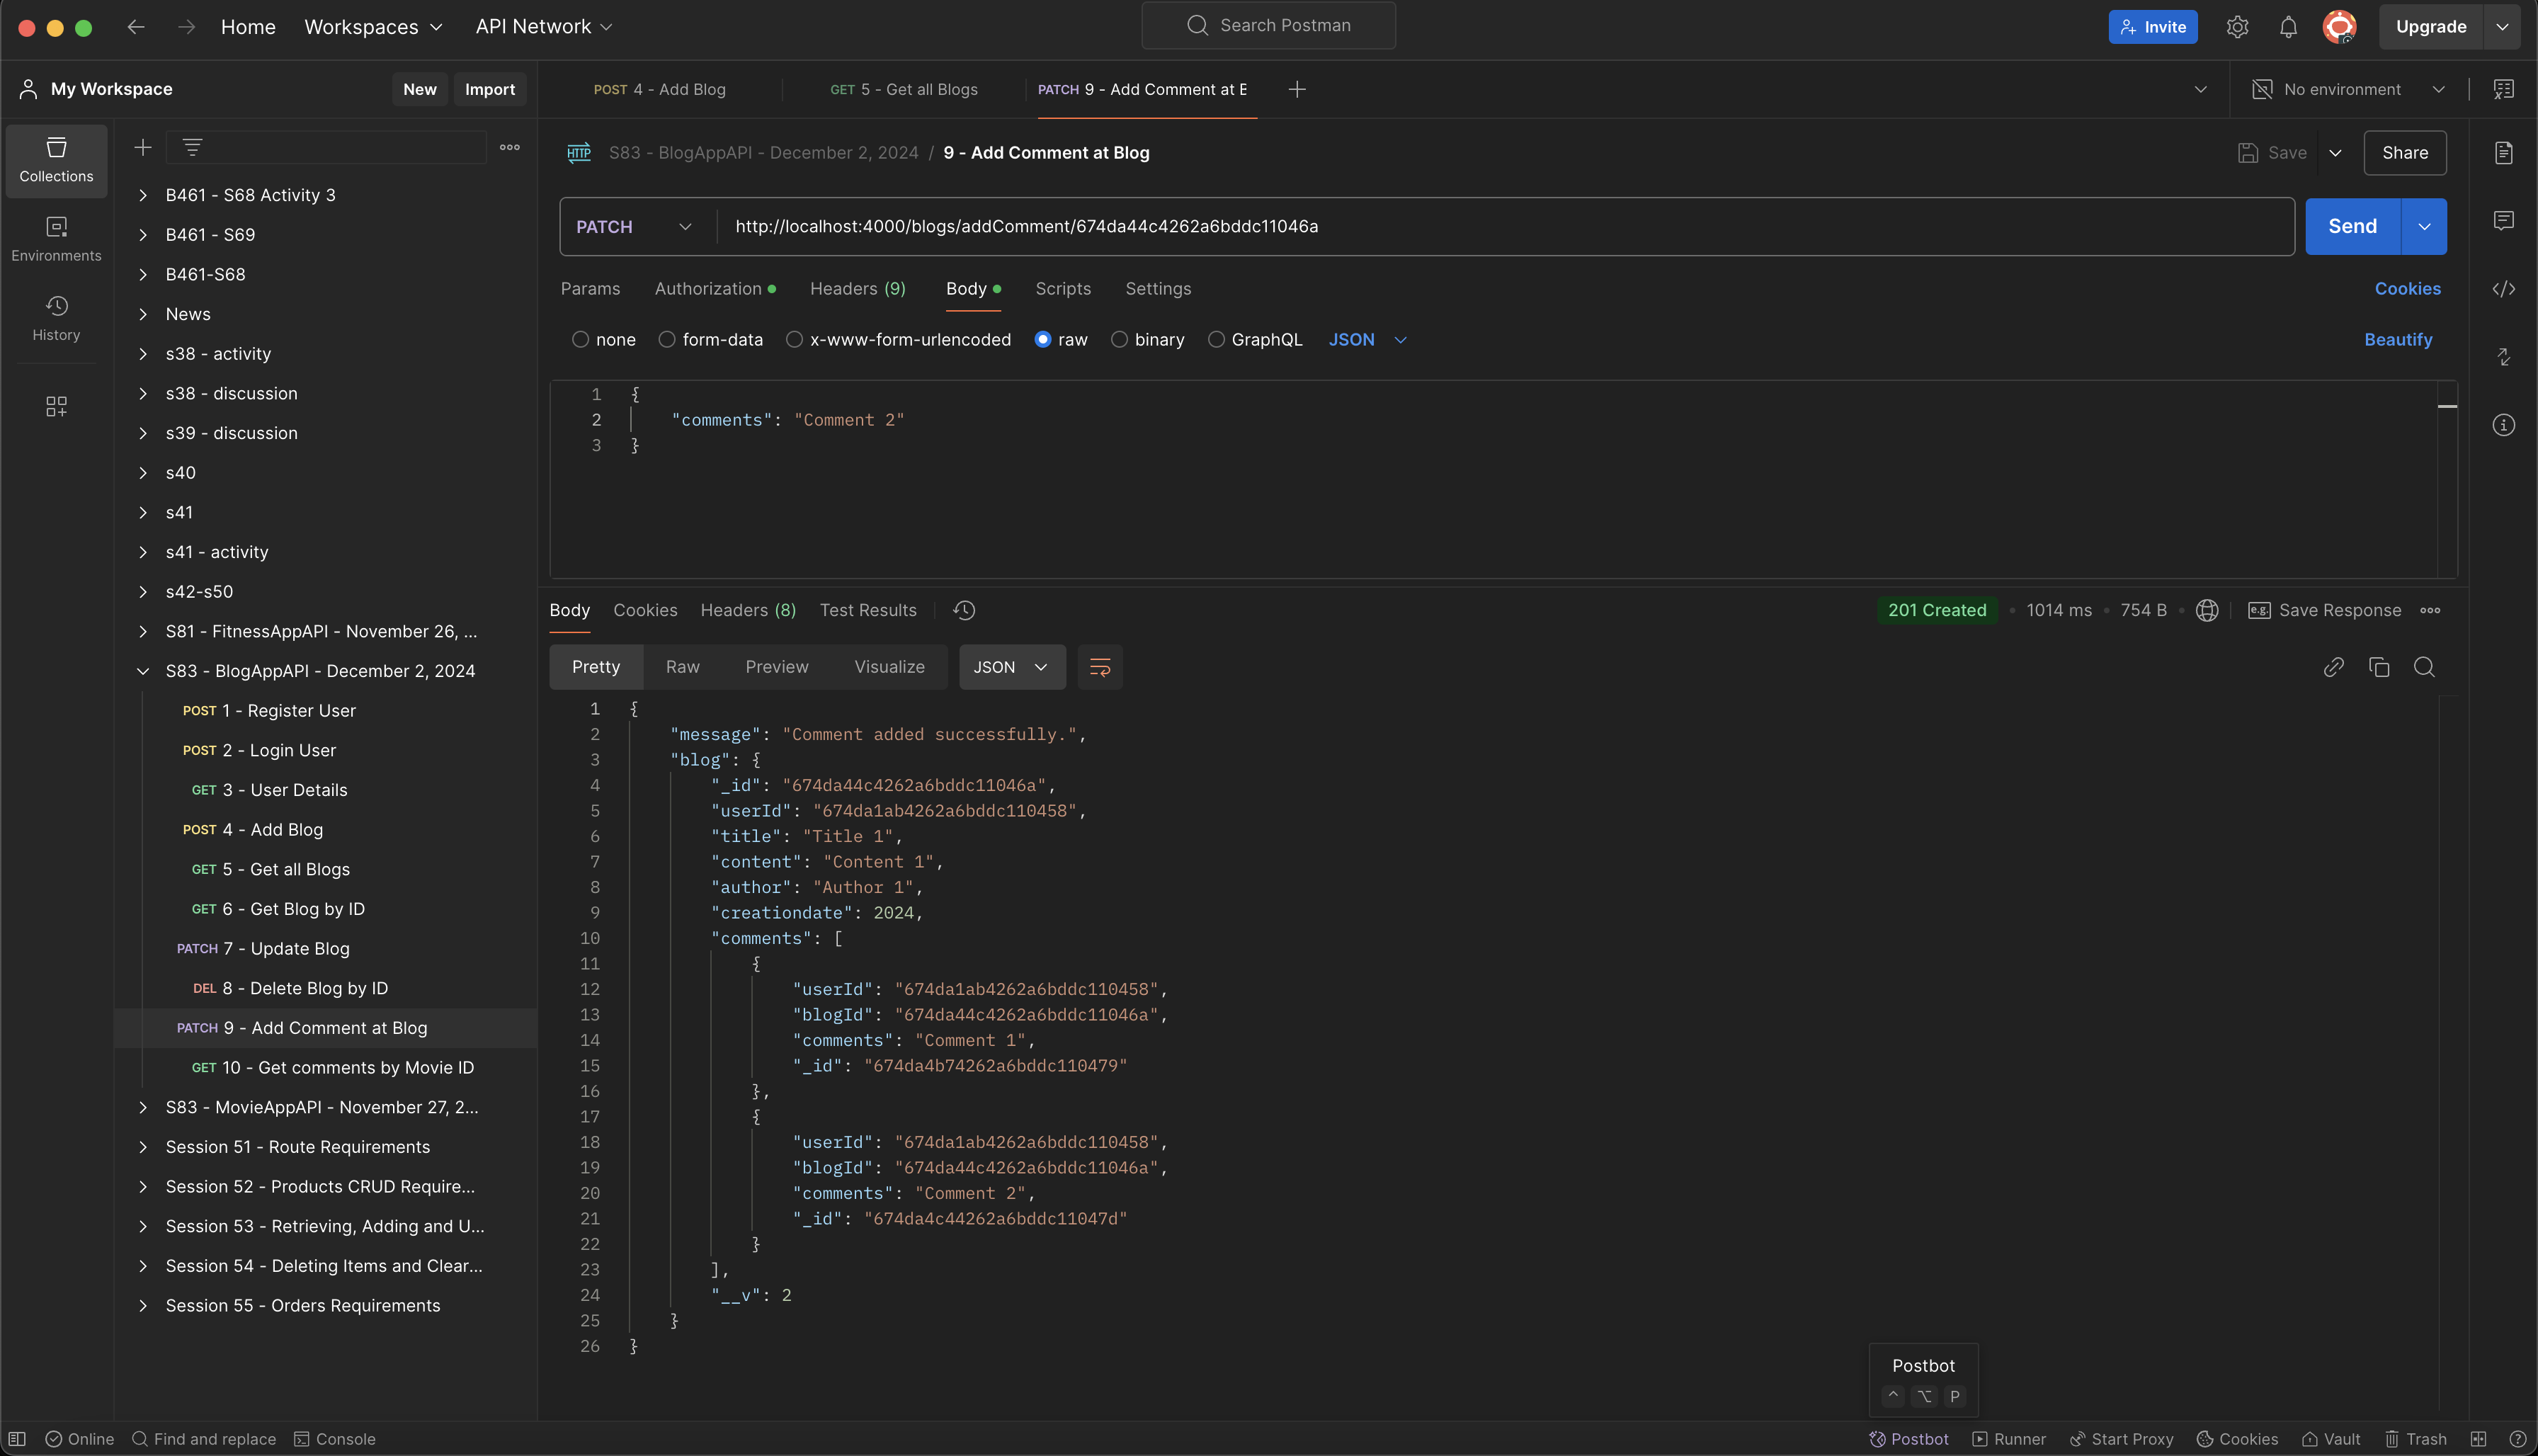 Home Workspaces API Network Search Postman Invite Upgrade
My Workspace New Import
POST 4 - Add Blog GET 5 - Get all Blogs PATCH 9 - Add Comment at B No environment
Collections
Environments
History
B461 - S68 Activity 3
B461 - S69
B461-S68
News
s38 - activity
s38 - discussion
s39 - discussion
s40
s41
s41 - activity
s42-s50
S81 - FitnessAppAPI - November 26, ...
S83 - BlogAppAPI - December 2, 2024
POST 1 - Register User
POST 2 - Login User
GET 3 - User Details
POST 4 - Add Blog
GET 5 - Get all Blogs
GET 6 - Get Blog by ID
PATCH 7 - Update Blog
DEL 8 - Delete Blog by ID
PATCH 9 - Add Comment at Blog
GET 10 - Get comments by Movie ID
S83 - MovieAppAPI - November 27, 2...
Session 51 - Route Requirements
Session 52 - Products CRUD Require...
Session 53 - Retrieving, Adding and U...
Session 54 - Deleting Items and Clear...
Session 55 - Orders Requirements
HTTP S83 - BlogAppAPI - December 2, 2024 / 9 - Add Comment at Blog Save Share
PATCH http://localhost:4000/blogs/addComment/674da44c4262a6bddc11046a Send
Params Authorization Headers (9) Body Scripts Settings Cookies
none form-data x-www-form-urlencoded raw binary GraphQL JSON Beautify
1 {
2 "comments": "Comment 2"
3 }
Body Cookies Headers (8) Test Results 201 Created 1014 ms 754 B e.g. Save Response
Pretty Raw Preview Visualize JSON
1 {
2 "message": "Comment added successfully.",
3 "blog": {
4 "_id": "674da44c4262a6bddc11046a",
5 "userId": "674da1ab4262a6bddc110458",
6 "title": "Title 1",
7 "content": "Content 1",
8 "author": "Author 1",
9 "creationdate": 2024,
10 "comments": [
11 {
12 "userId": "674da1ab4262a6bddc110458",
13 "blogId": "674da44c4262a6bddc11046a",
14 "comments": "Comment 1",
15 "_id": "674da4b74262a6bddc110479"
16 },
17 {
18 "userId": "674da1ab4262a6bddc110458",
19 "blogId": "674da44c4262a6bddc11046a",
20 "comments": "Comment 2",
21 "_id": "674da4c44262a6bddc11047d"
22 }
23 ],
24 "__v": 2
25 }
26 }
Postbot
^ ⌥ P
Online Find and replace Console Postbot Runner Start Proxy Cookies Vault Trash